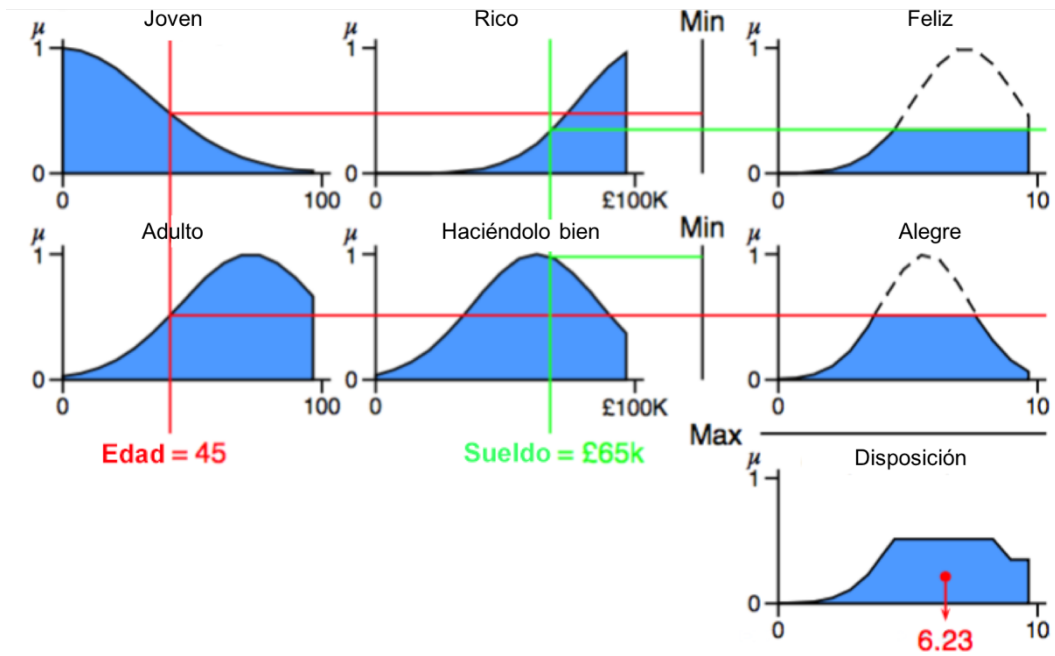 Joven Rico Min Feliz
μ μ μ
1 1 1
0 0 0
0 100 0 £100K 0 10
Adulto Haciéndolo bien Min Alegre
μ μ μ
1 1 1
0 0 0
0 100 0 £100K 0 10
Edad = 45 Sueldo = £65k Max
Disposición
μ
1
0
0 10
6.23